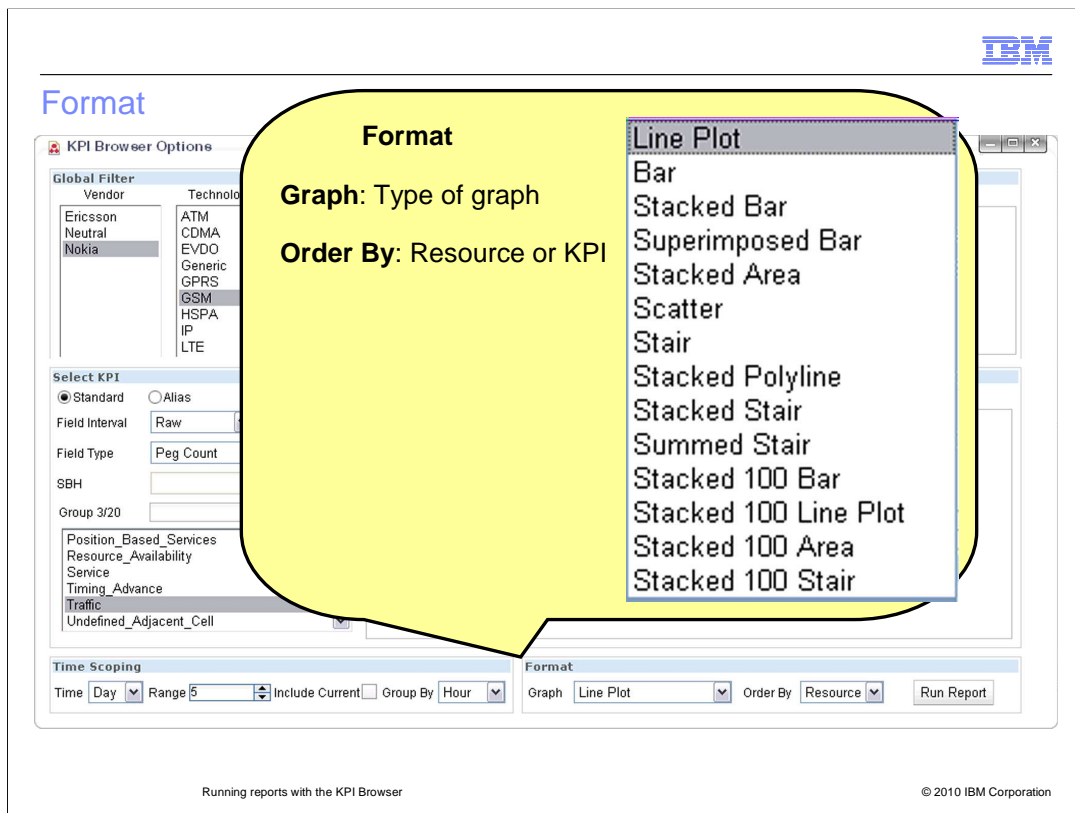 IBM
Format
KPI Browser Options
Global Filter
Vendor
Technolo
Ericsson
Neutral
Nokia
ATM
CDMA
EVDO
Generic
GPRS
GSM
HSPA
IP
LTE
Format
Graph: Type of graph
Order By: Resource or KPI
Line Plot
Bar
Stacked Bar
Superimposed Bar
Stacked Area
Scatter
Stair
Stacked Polyline
Stacked Stair
Summed Stair
Stacked 100 Bar
Stacked 100 Line Plot
Stacked 100 Area
Stacked 100 Stair
Select KPI
Standard Alias
Field Interval Raw
Field Type Peg Count
SBH
Group 3/20
Position_Based_Services
Resource_Availability
Service
Timing_Advance
Traffic
Undefined_Adjacent_Cell
Time Scoping
Time Day Range 5 Include Current Group By Hour
Format
Graph Line Plot Order By Resource Run Report
Running reports with the KPI Browser
© 2010 IBM Corporation